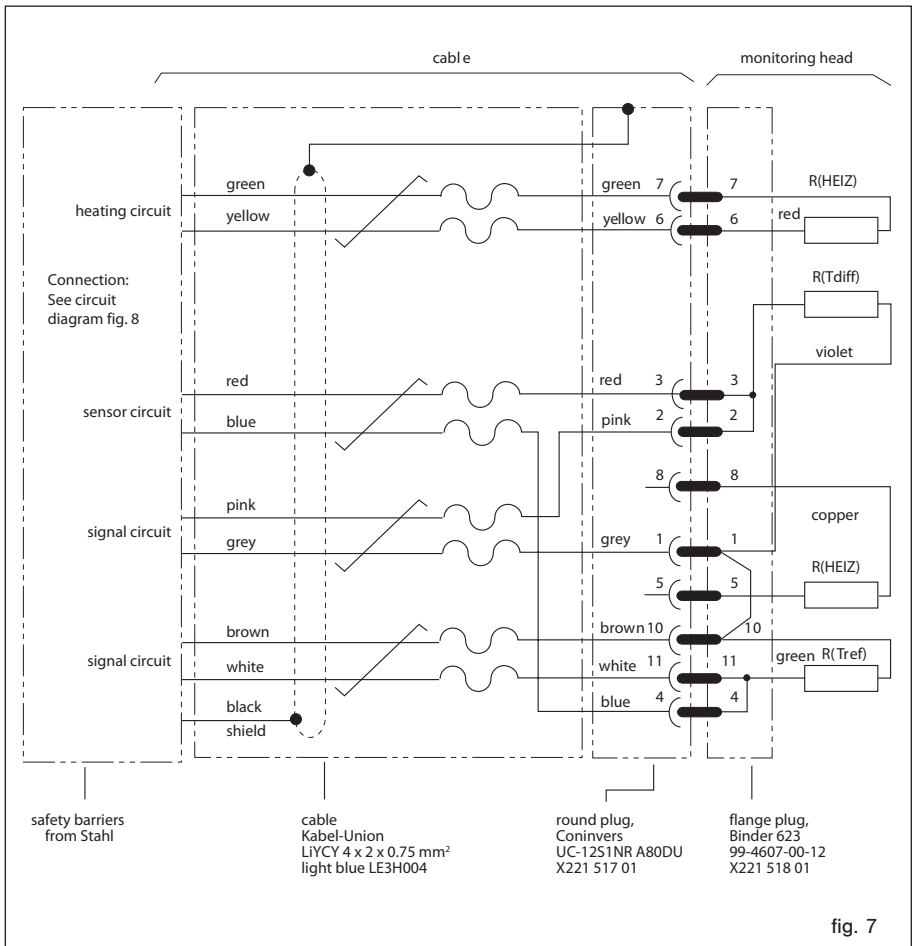 cable
monitoring head
green
green 7
7
R(HEIZ)
heating circuit
yellow
yellow 6
6
red
R(Tdiff)
Connection:
See circuit
diagram fig. 8
violet
red
red 3
3
sensor circuit
blue
pink 2
2
8
8
pink
copper
signal circuit
grey
grey 1
1
R(HEIZ)
5
5
brown
brown 10
10
signal circuit
white
white 11
11
green R(Tref)
black
blue 4
4
shield
safety barriers
from Stahl
cable
Kabel-Union
LiYCY 4 x 2 x 0.75 mm²
light blue LE3H004
round plug,
Coninvers
UC-12S1NR A80DU
X221 517 01
flange plug,
Binder 623
99-4607-00-12
X221 518 01
fig. 7